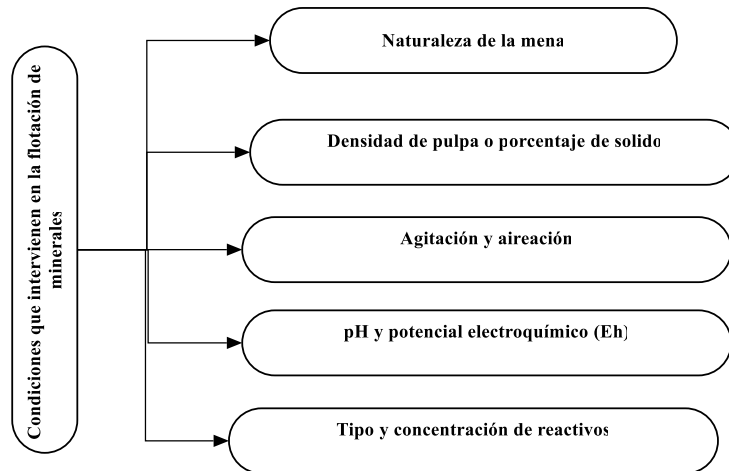 Condiciones que intervienen en la flotación de
minerales
Naturaleza de la mena
Densidad de pulpa o porcentaje de solido
Agitación y aireación
pH y potencial electroquímico (Eh)
Tipo y concentración de reactivos